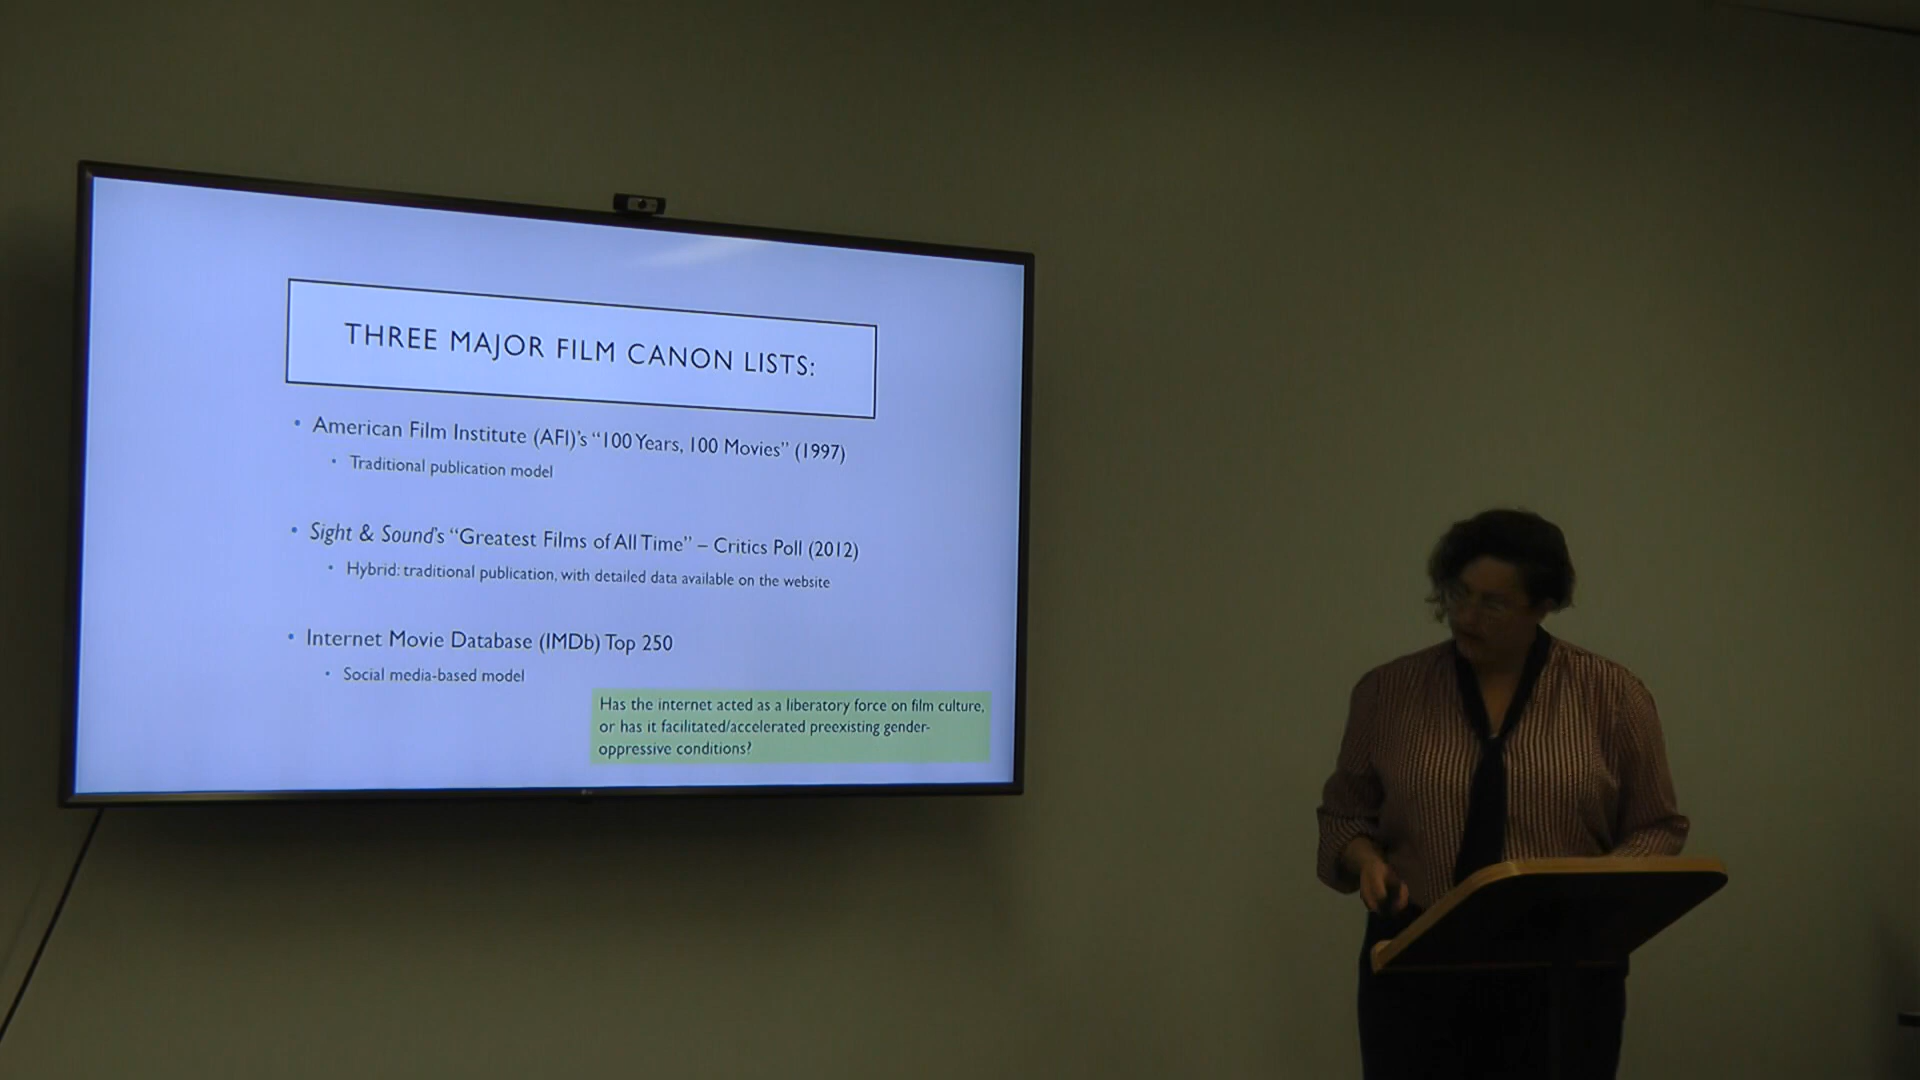 THREE MAJOR FILM CANON LISTS:
• American Film Institute (AFI)'s “100 Years, 100 Movies” (1997)
• Traditional publication model
• Sight & Sound's “Greatest Films of All Time” – Critics Poll (2012)
• Hybrid: traditional publication, with detailed data available on the website
• Internet Movie Database (IMDb) Top 250
• Social media-based model
Has the internet acted as a liberatory force on film culture,
or has it facilitated/accelerated preexisting gender-
oppressive conditions?